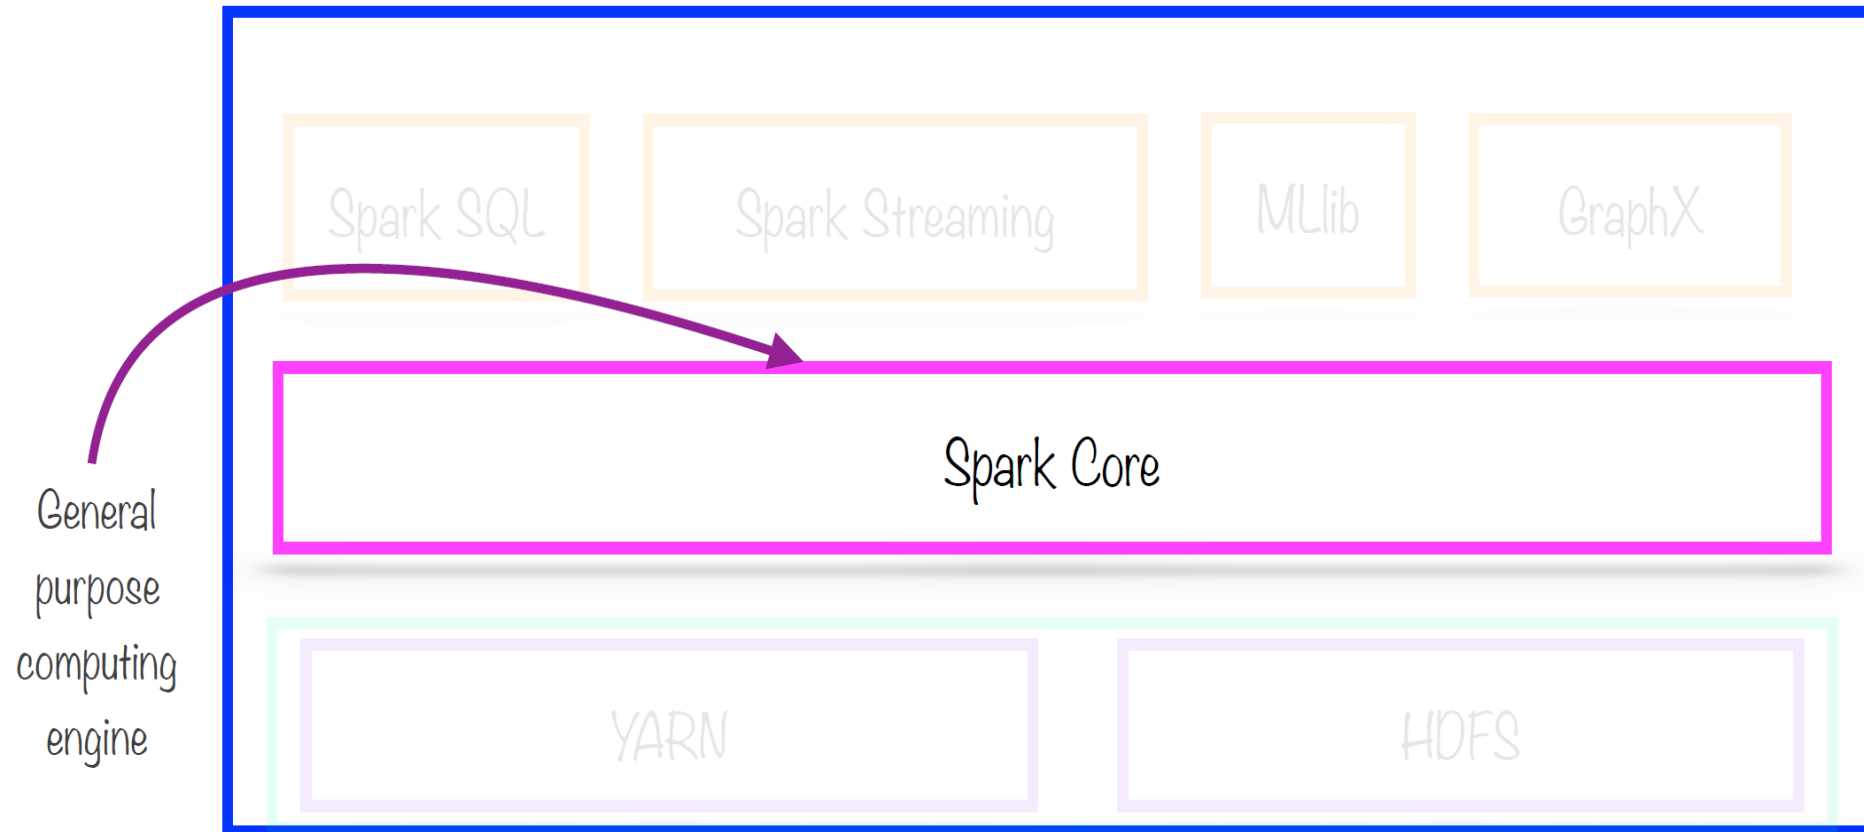 Spark SQL
Spark Streaming
MLlib
GraphX
Spark Core
General
purpose
computing
engine
YARN
HDFS